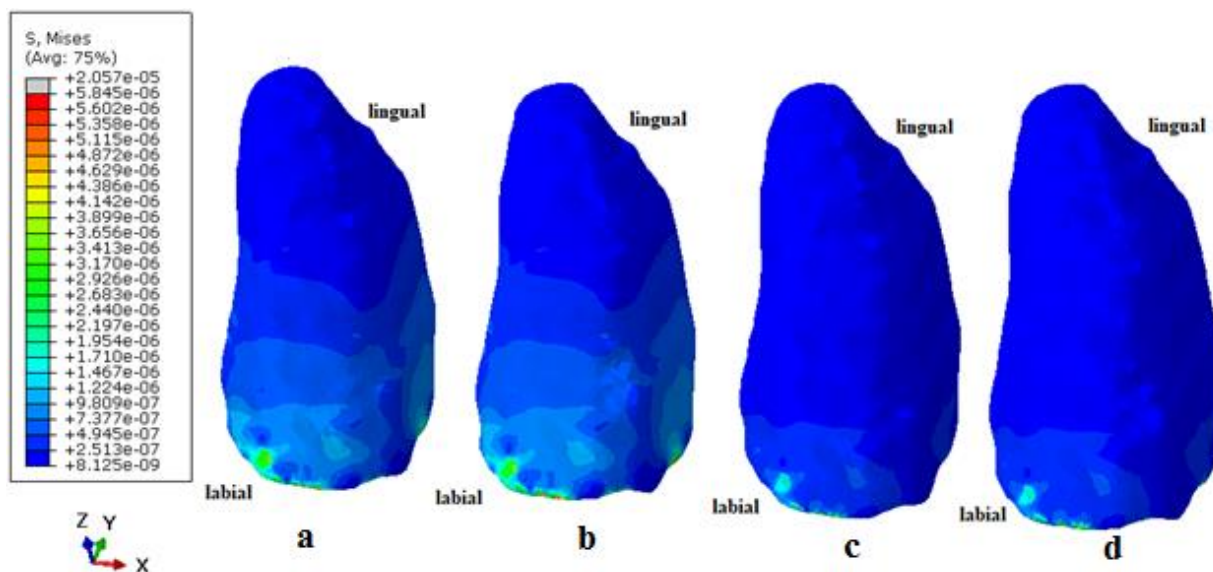 S, Mises
(Avg: 75%)
+2.057e-05
+5.845e-06
+5.602e-06
+5.358e-06
+5.115e-06
+4.872e-06
+4.629e-06
+4.386e-06
+4.142e-06
+3.899e-06
+3.656e-06
+3.413e-06
+3.170e-06
+2.926e-06
+2.683e-06
+2.440e-06
+2.197e-06
+1.954e-06
+1.710e-06
+1.467e-06
+1.224e-06
+9.809e-07
+7.377e-07
+4.945e-07
+2.513e-07
+8.125e-09
lingual
lingual
lingual
lingual
labial
labial
labial
labial
Z Y
X
a
b
c
d